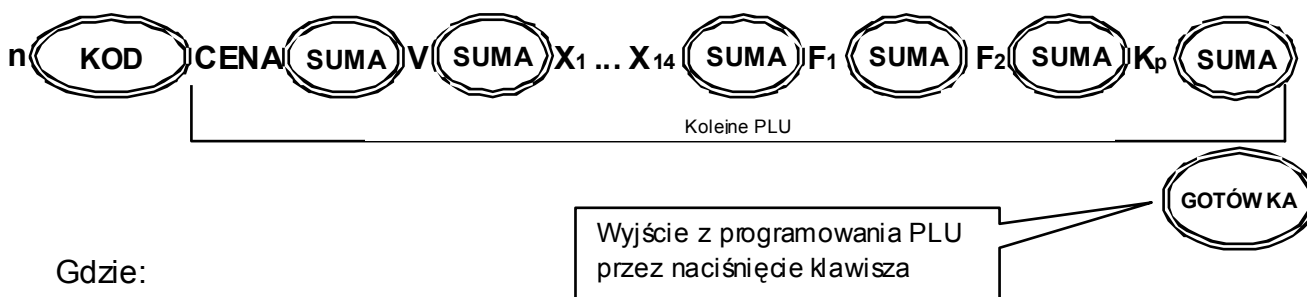 n KOD CENA SUMA V SUMA X1 ... X14 SUMA F1 SUMA F2 SUMA Kp SUMA
Kolejne PLU
GOTÓWKA
Wyjście z programowania PLU
przez naciśnięcie klawisza
Gdzie: